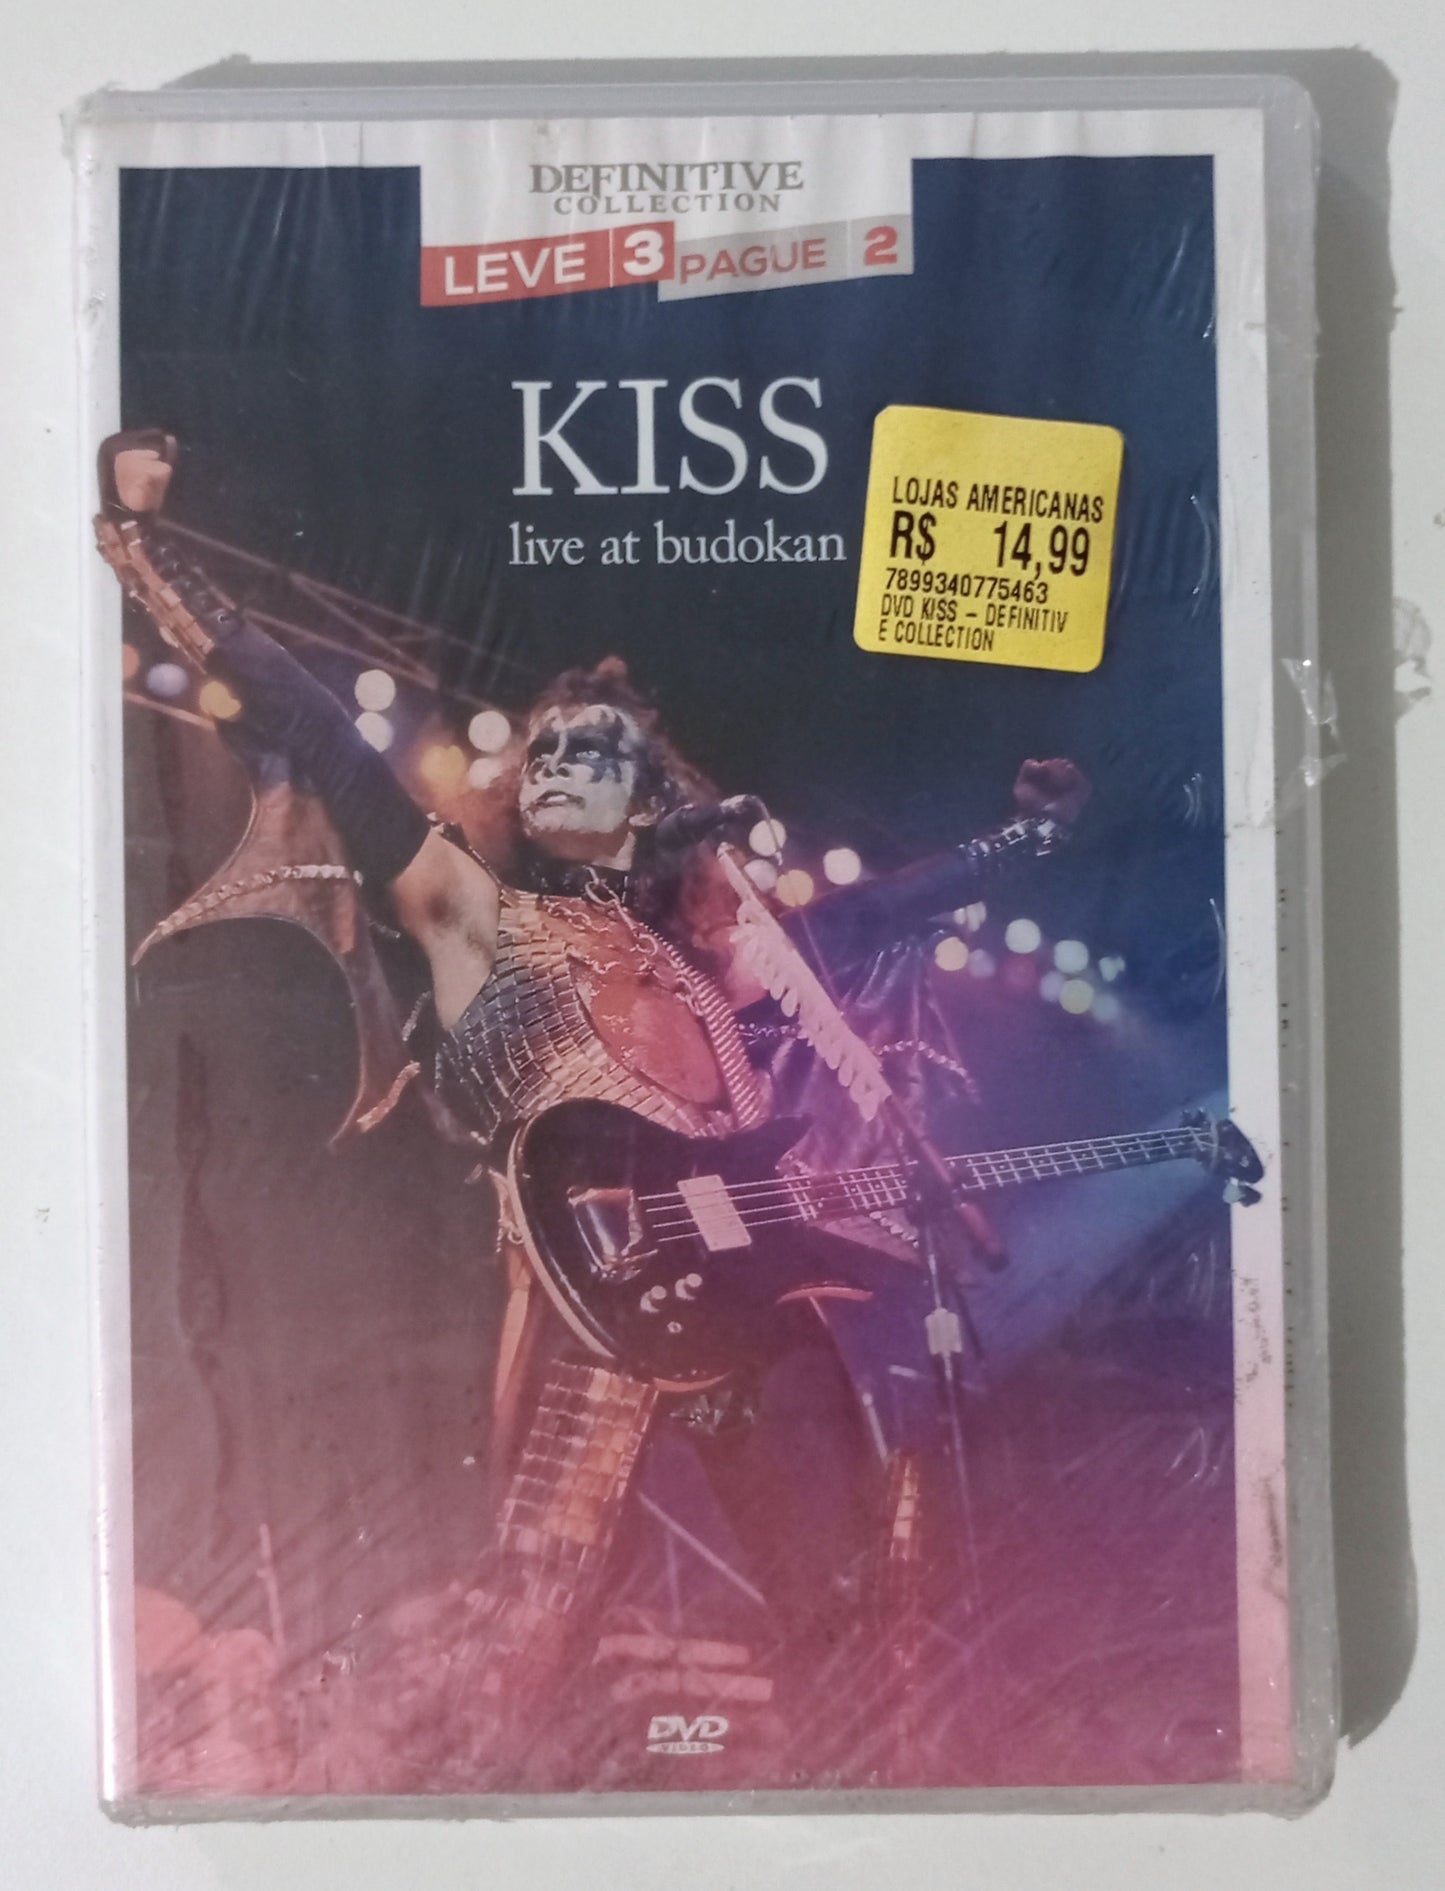 DEFINITIVE
COLLECTION
LEVE 3 PAGUE 2
KISS
live at budokan
LOJAS AMERICANAS
R$ 14,99
7899340775463
DVD KISS - DEFINITIV
E COLLECTION
DVD
VIDEO